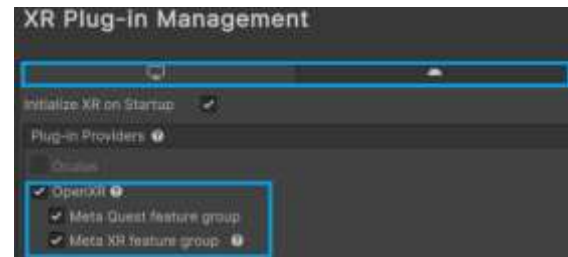 XR Plug-in Management
Initialize XR on Startup
Plug-in Providers
Oculus
OpenXR
Meta Quest feature group
Meta XR feature group